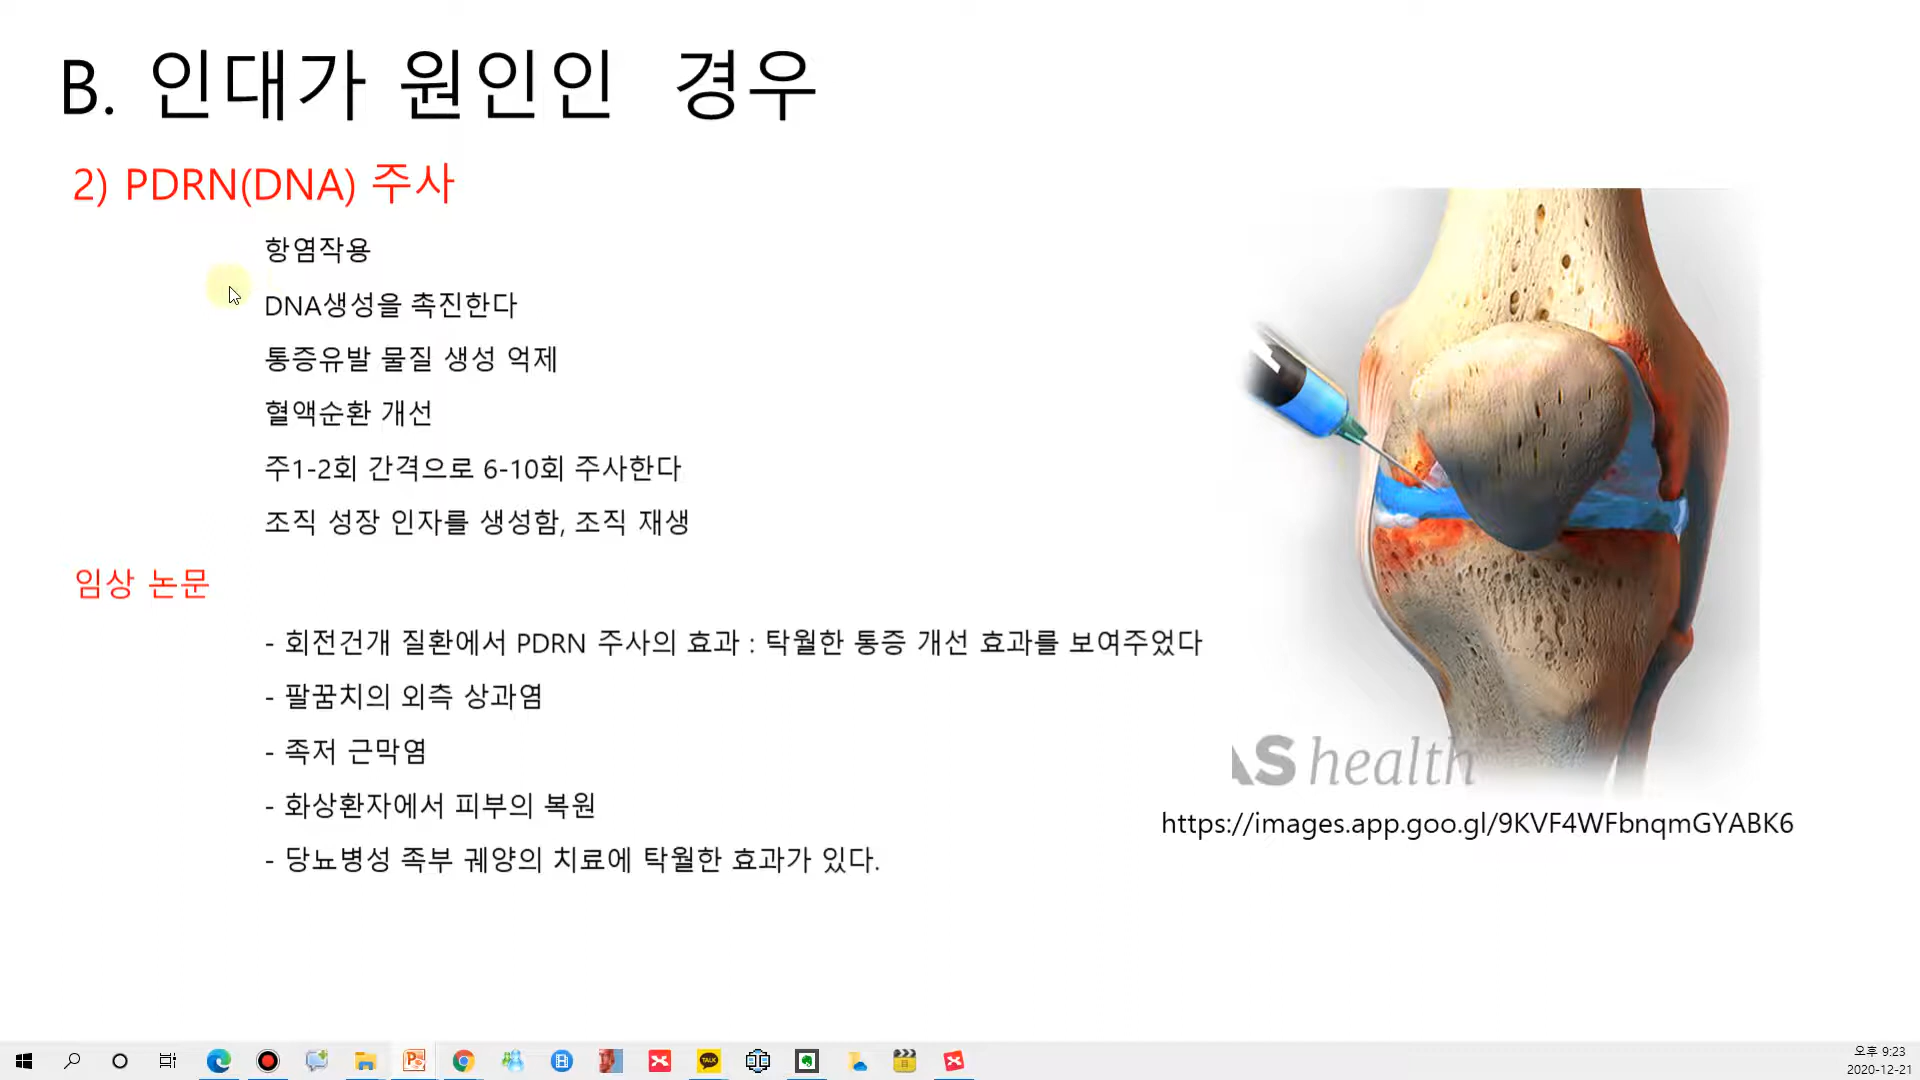 B. 인대가 원인인 경우
2) PDRN(DNA) 주사
항염작용
DNA생성을 촉진한다
통증유발 물질 생성 억제
혈액순환 개선
주1-2회 간격으로 6-10회 주사한다
조직 성장 인자를 생성함, 조직 재생
임상 논문
- 회전건개 질환에서 PDRN 주사의 효과 : 탁월한 통증 개선 효과를 보여주었다
- 팔꿈치의 외측 상과염
- 족저 근막염
- 화상환자에서 피부의 복원
- 당뇨병성 족부 궤양의 치료에 탁월한 효과가 있다.
AS health
https://images.app.goo.gl/9KVF4WFbnqmGYABK6
TALK
오후 9:23
2020-12-21